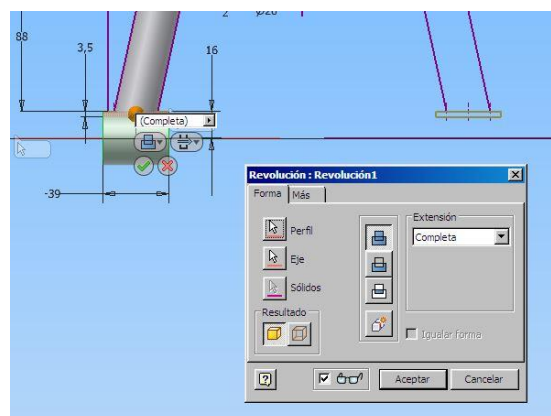 88
3,5
2
Ø20
16
(Completa)
-39
Revolución : Revolución1
Forma
Más
Perfil
Eje
Sólidos
Resultado
Extensión
Completa
Igualar forma
Aceptar
Cancelar